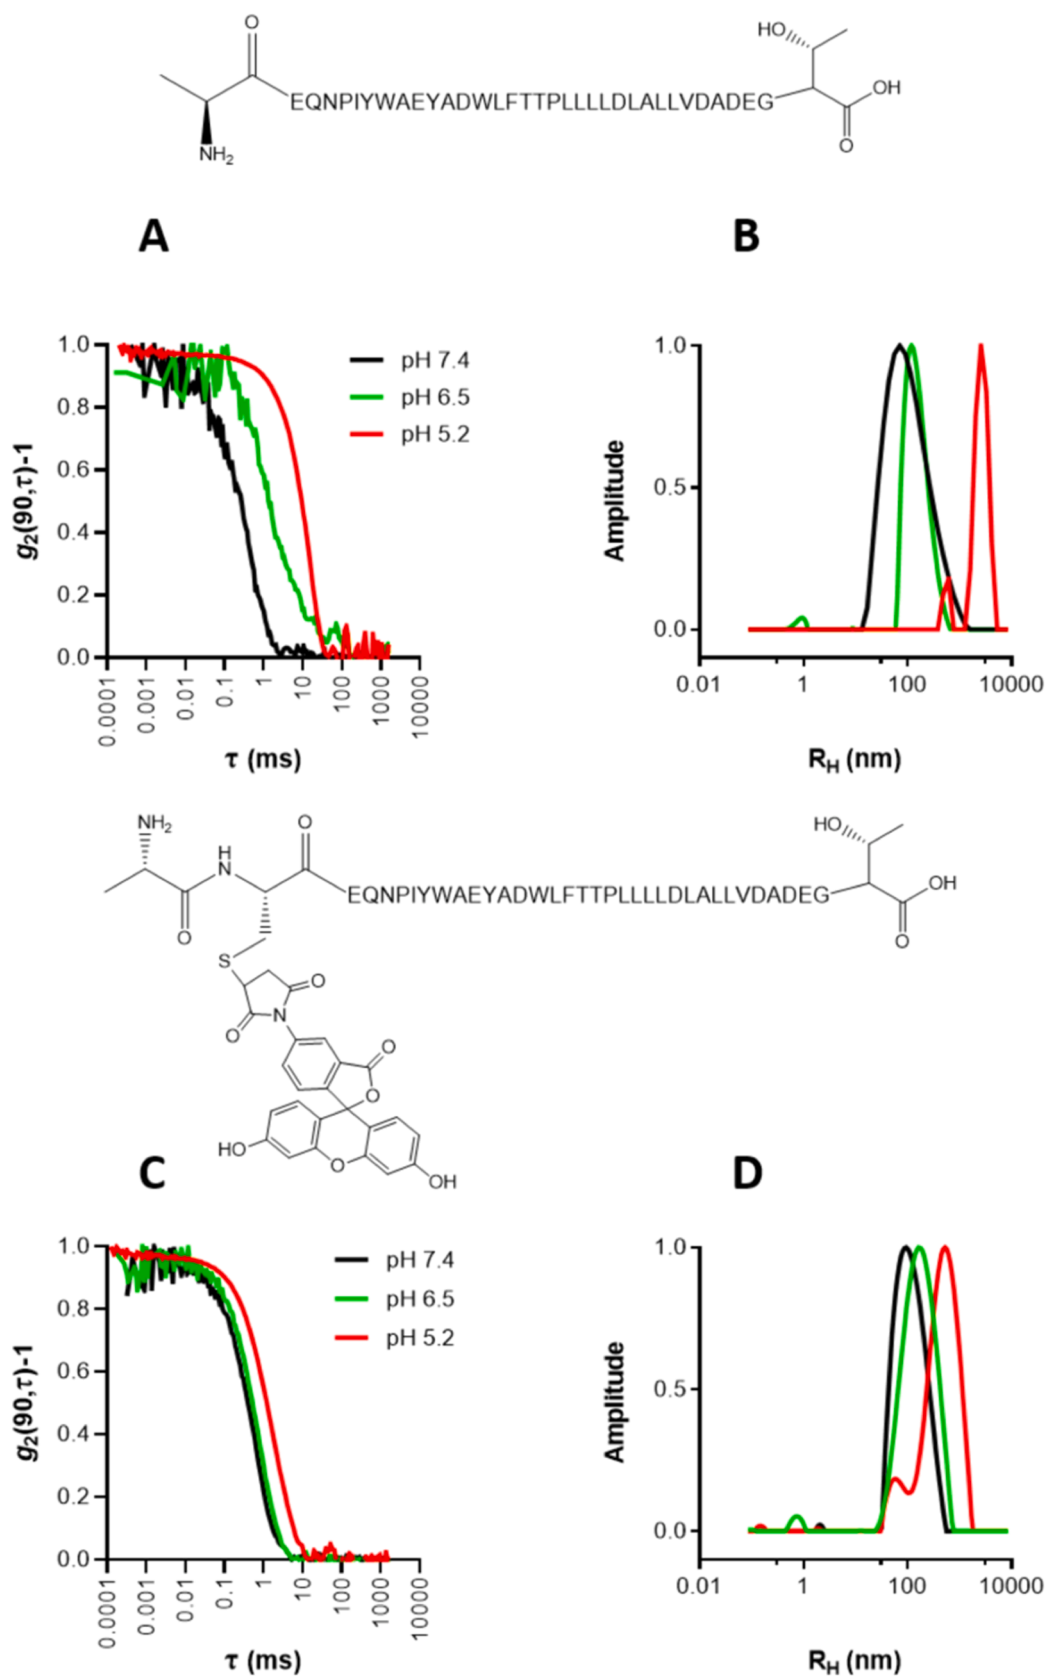 O
HO
EQNPIYWAEYADWLFTTPLLLLDLALLVDADEG
OH
NH₂
O
A
B
1.0
0.8
0.6
0.4
0.2
0.0
g₂(90,τ)-1
pH 7.4
pH 6.5
pH 5.2
0.0001
0.001
0.01
0.1
1
10
100
1000
10000
τ (ms)
1.0
0.5
0.0
Amplitude
0.01
1
100
10000
R_H (nm)
NH₂
O
HO
H
N
EQNPIYWAEYADWLFTTPLLLLDLALLVDADEG
OH
O
O
S
O
O
N
O
O
HO
O
OH
C
D
1.0
0.8
0.6
0.4
0.2
0.0
g₂(90,τ)-1
pH 7.4
pH 6.5
pH 5.2
0.0001
0.001
0.01
0.1
1
10
100
1000
10000
τ (ms)
1.0
0.5
0.0
Amplitude
0.01
1
100
10000
R_H (nm)